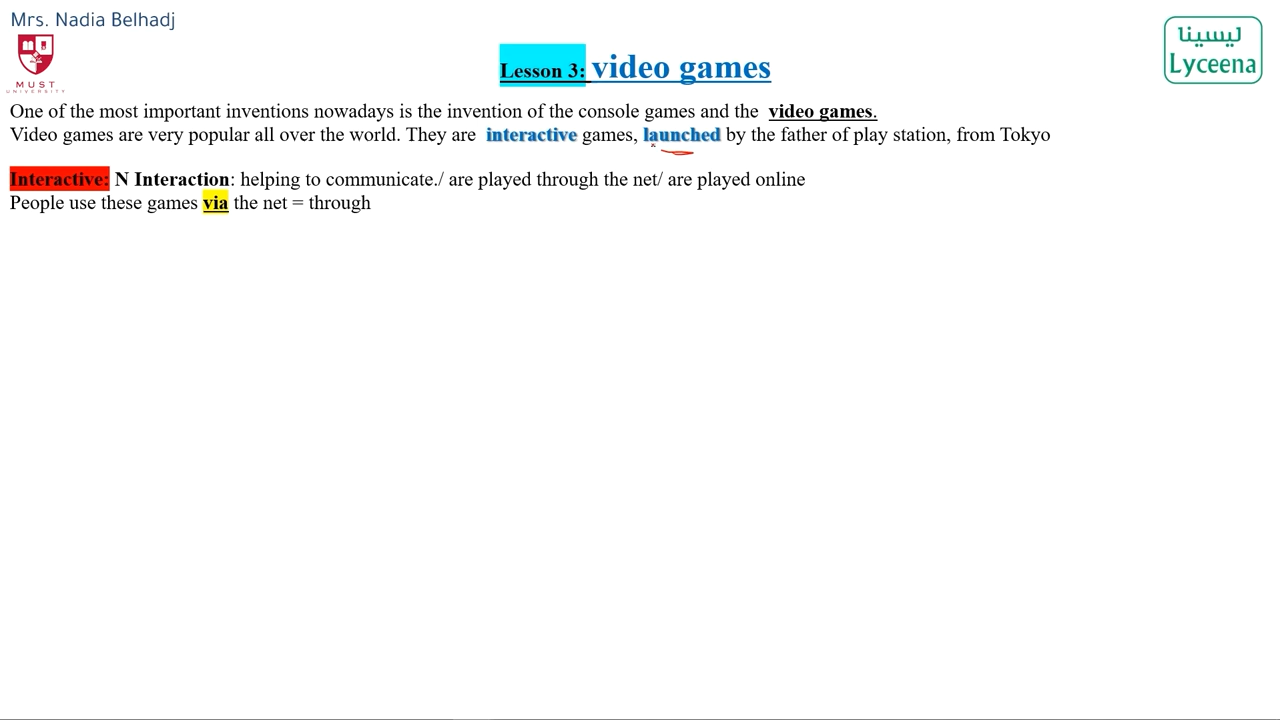 Mrs. Nadia Belhadj
ليسينا
Lyceena
MUST
UNIVERSITY
Lesson 3: video games
One of the most important inventions nowadays is the invention of the console games and the video games.
Video games are very popular all over the world. They are interactive games, launched by the father of play station, from Tokyo
Interactive: N Interaction: helping to communicate./ are played through the net/ are played online
People use these games via the net = through